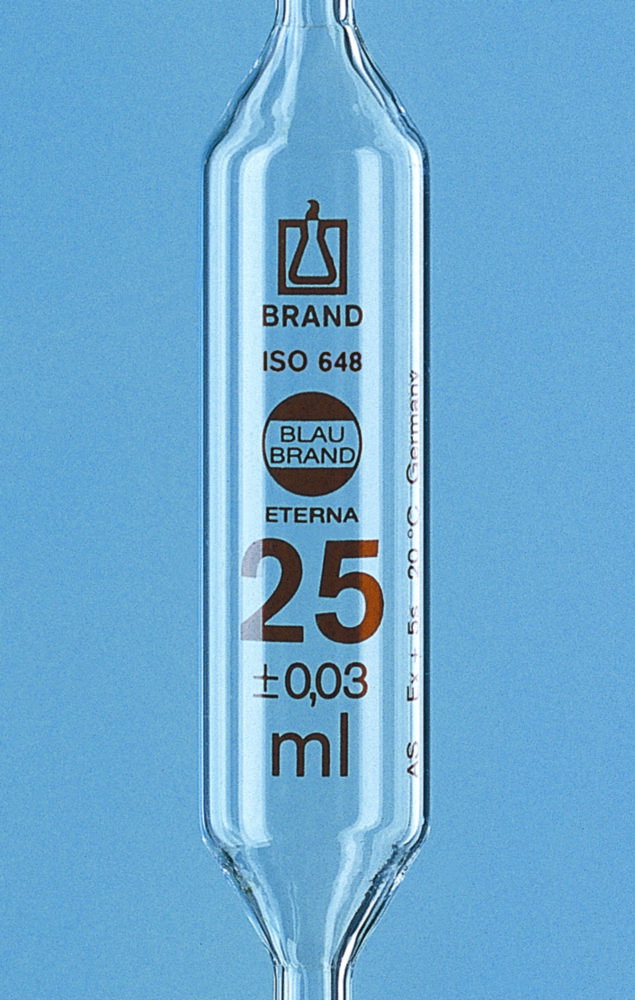 BRAND
ISO 648
BLAU
BRAND
ETERNA
25
±0,03
ml
AS Ex + 5s 20 °C Germany